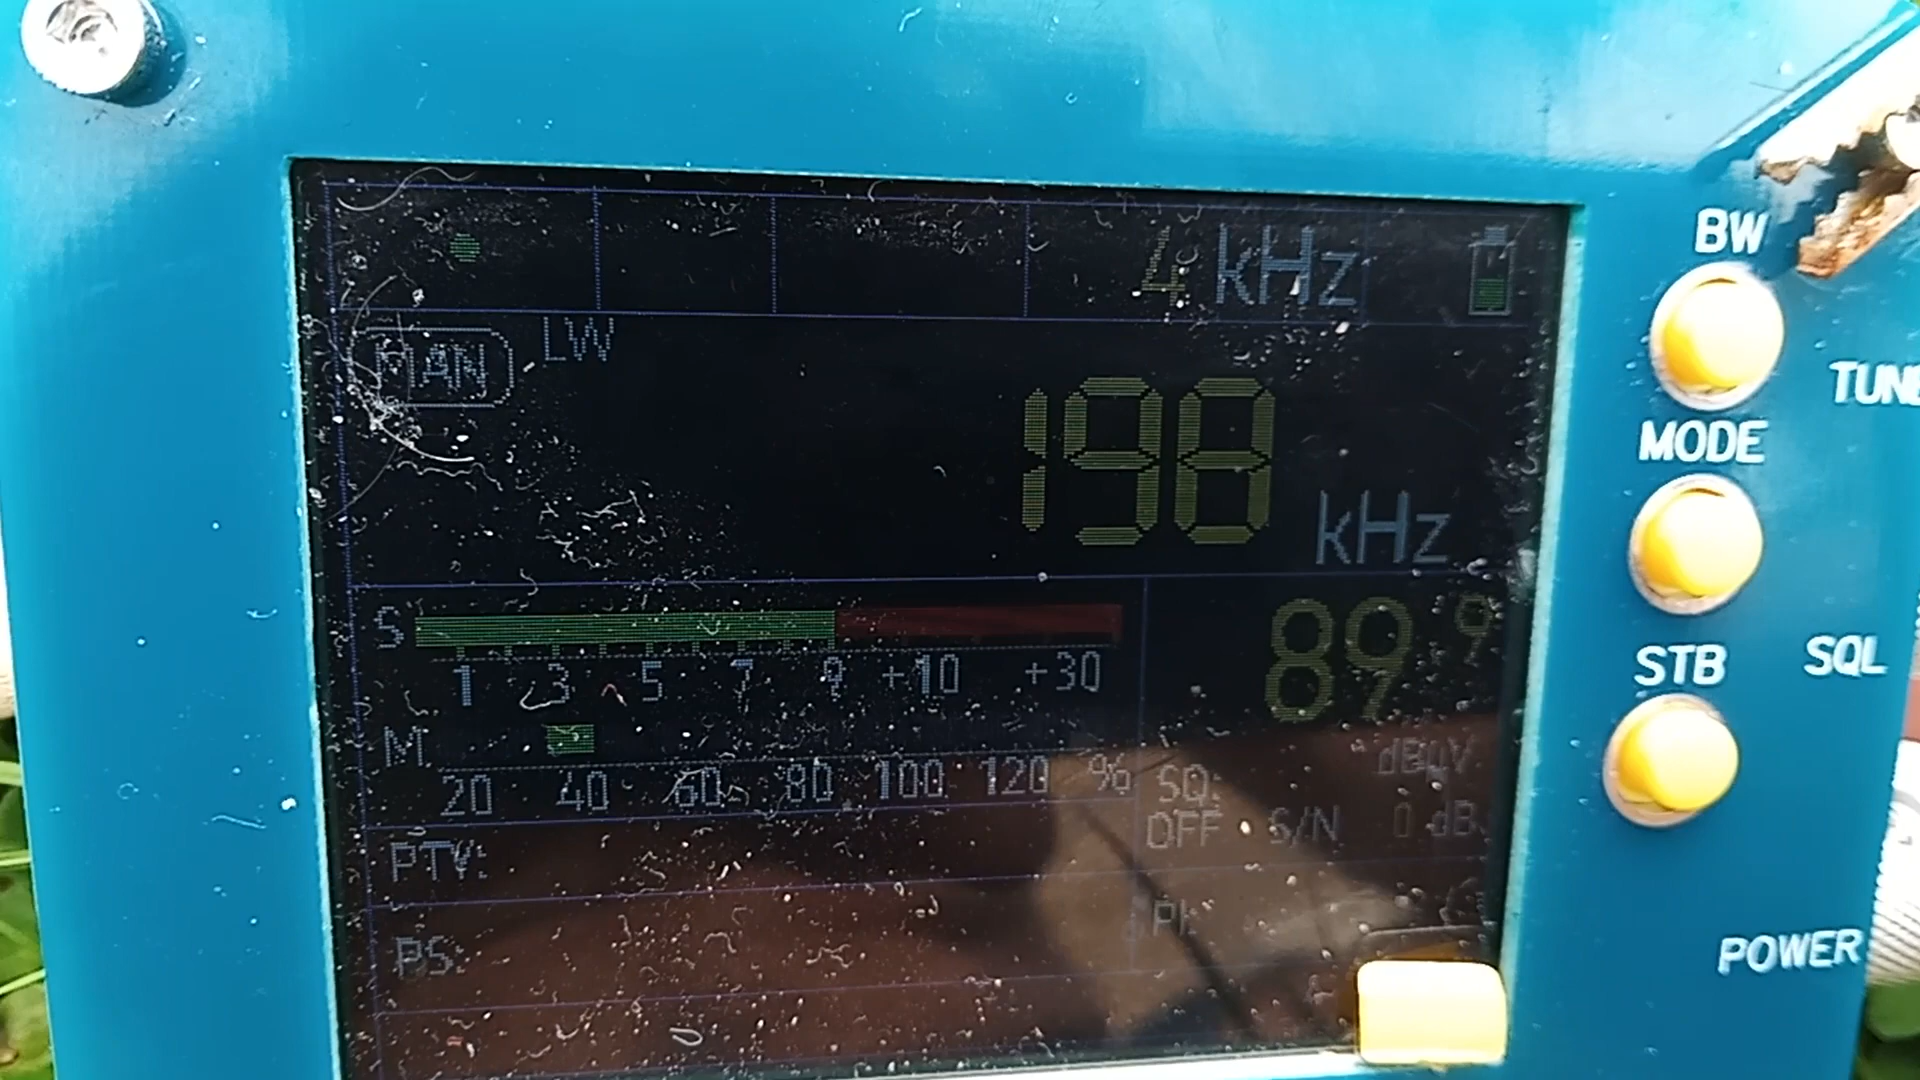 4 kHz
BW
MAN LW
TUNE
198 kHz
MODE
S
1 3 5 7 9 +10 +30
89 9
STB
SQL
M
20 40 60 80 100 120 %
dBµV
SQ:
OFF S/N 0 dB
PTY:
PI:
PS:
POWER